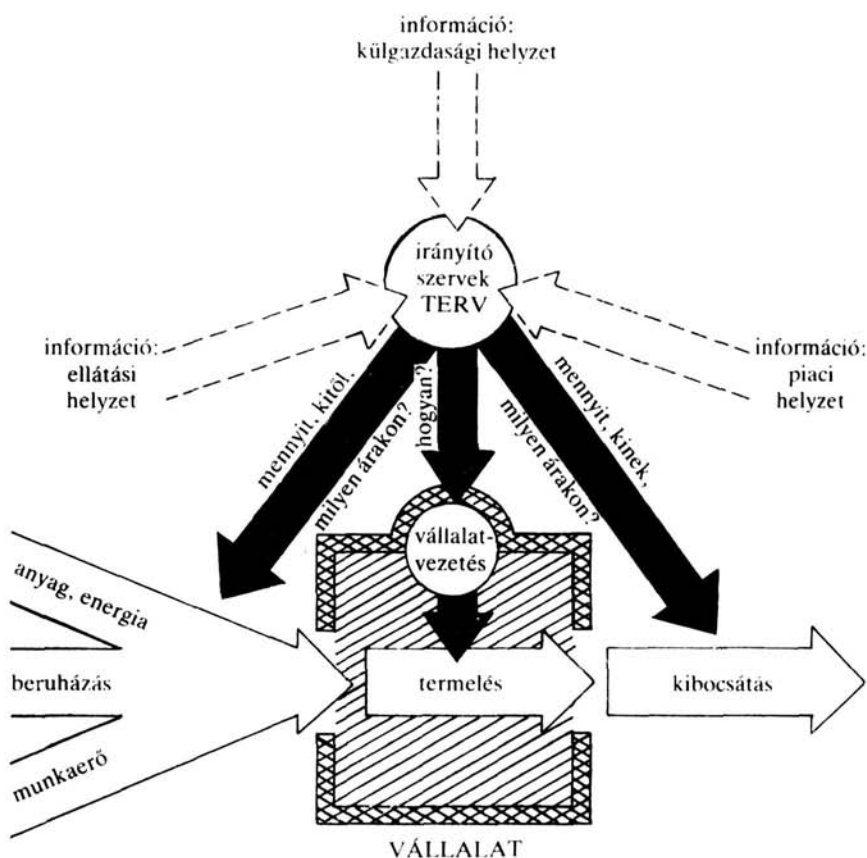 információ:
külgazdasági helyzet
irányító
szervek
TERV
információ:
ellátási
helyzet
információ:
piaci
helyzet
mennyit, kitől,
milyen árakon?
hogyan?
mennyit, kinek,
milyen árakon?
vállalat-
vezetés
anyag, energia
beruházás
munkaerő
termelés
kibocsátás
VÁLLALAT